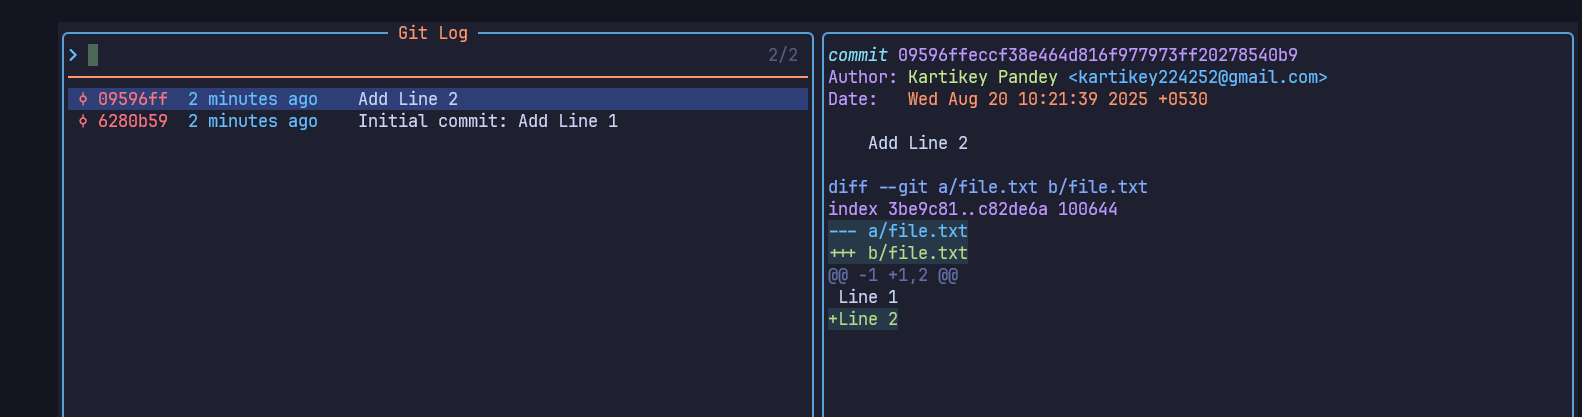 Git Log
> 2/2
09596ff 2 minutes ago Add Line 2
6280b59 2 minutes ago Initial commit: Add Line 1
commit 09596ffeccf38e464d816f977973ff20278540b9
Author: Kartikey Pandey <kartikey224252@gmail.com>
Date: Wed Aug 20 10:21:39 2025 +0530
Add Line 2
diff --git a/file.txt b/file.txt
index 3be9c81..c82de6a 100644
--- a/file.txt
+++ b/file.txt
@@ -1 +1,2 @@
Line 1
+Line 2